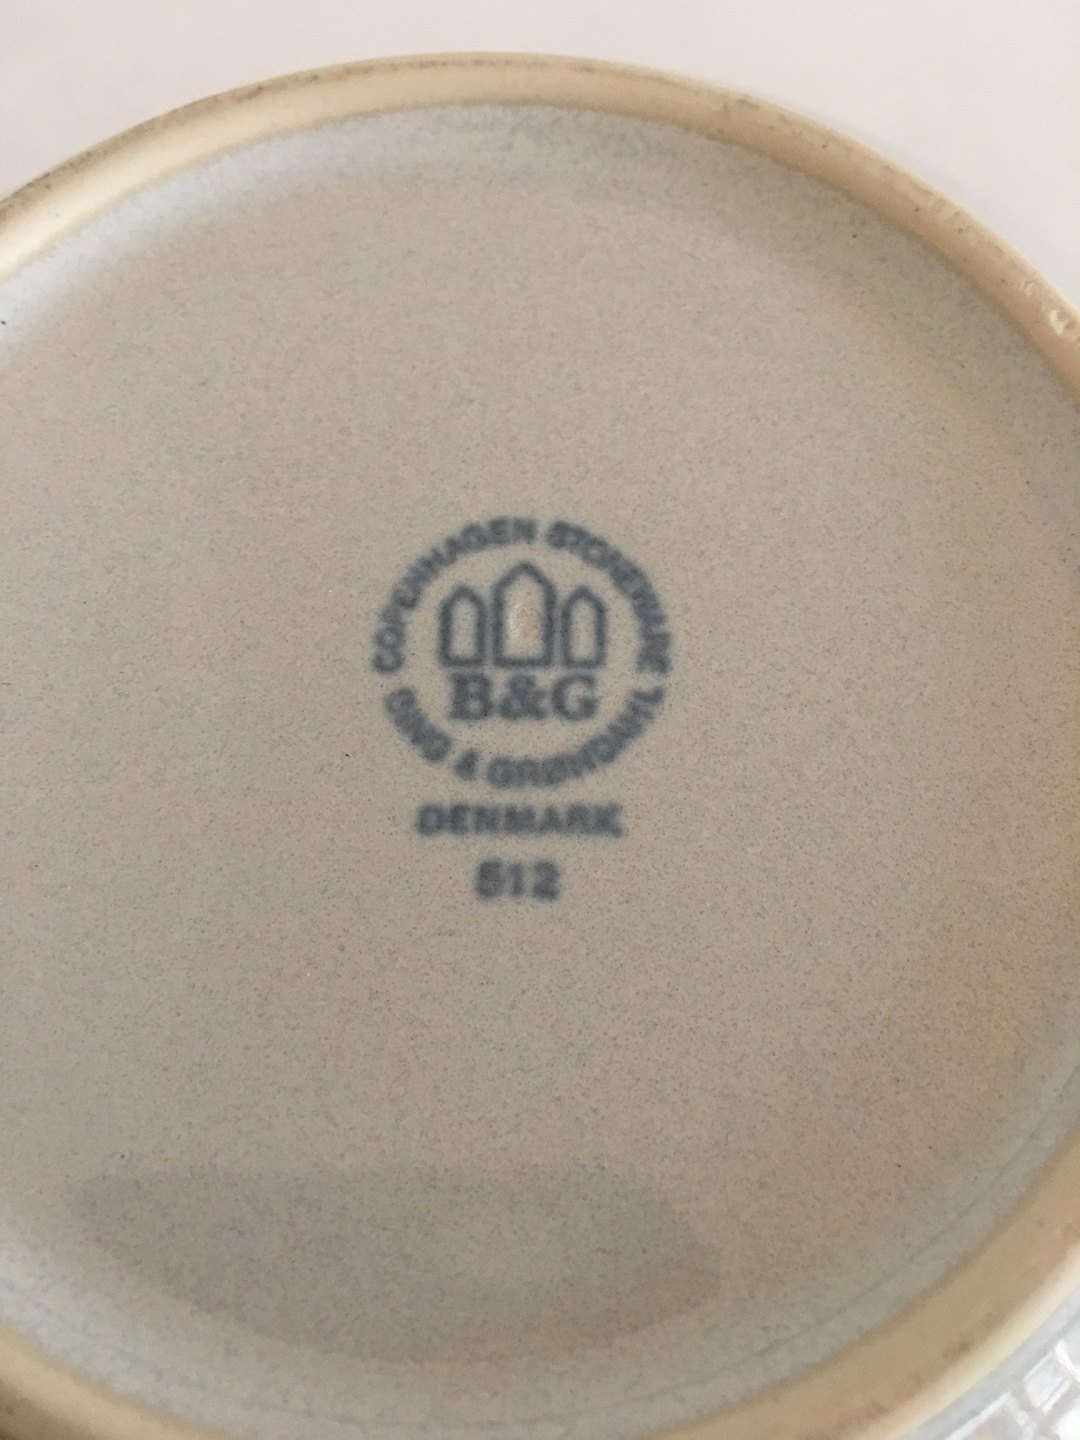 COPENHAGEN STONEWARE
B&G
BING & GRØNDAHL
DENMARK
512